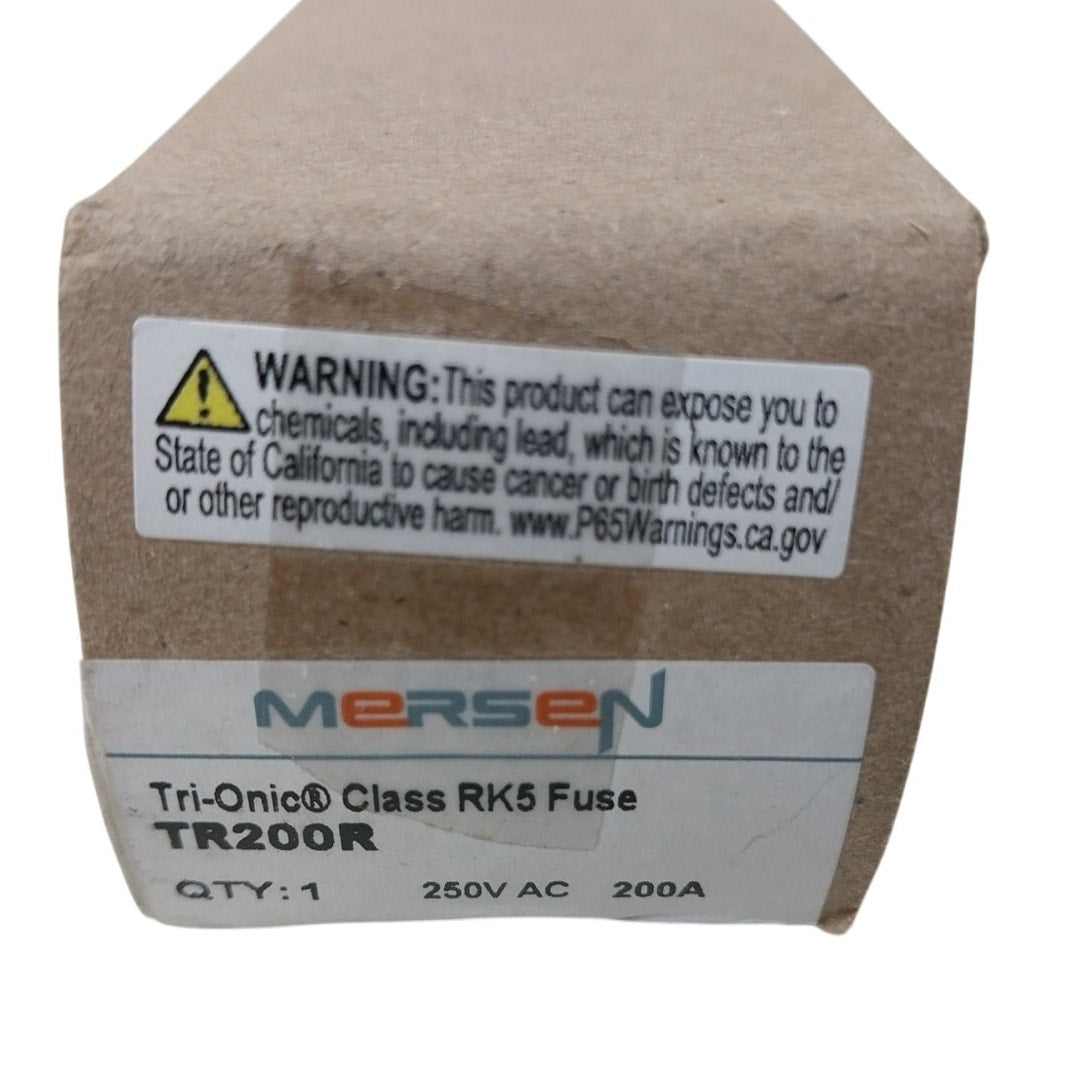 WARNING: This product can expose you to
chemicals, including lead, which is known to the
State of California to cause cancer or birth defects and/
or other reproductive harm. www.P65Warnings.ca.gov
MERSEN
Tri-Onic® Class RK5 Fuse
TR200R
QTY: 1 250V AC 200A